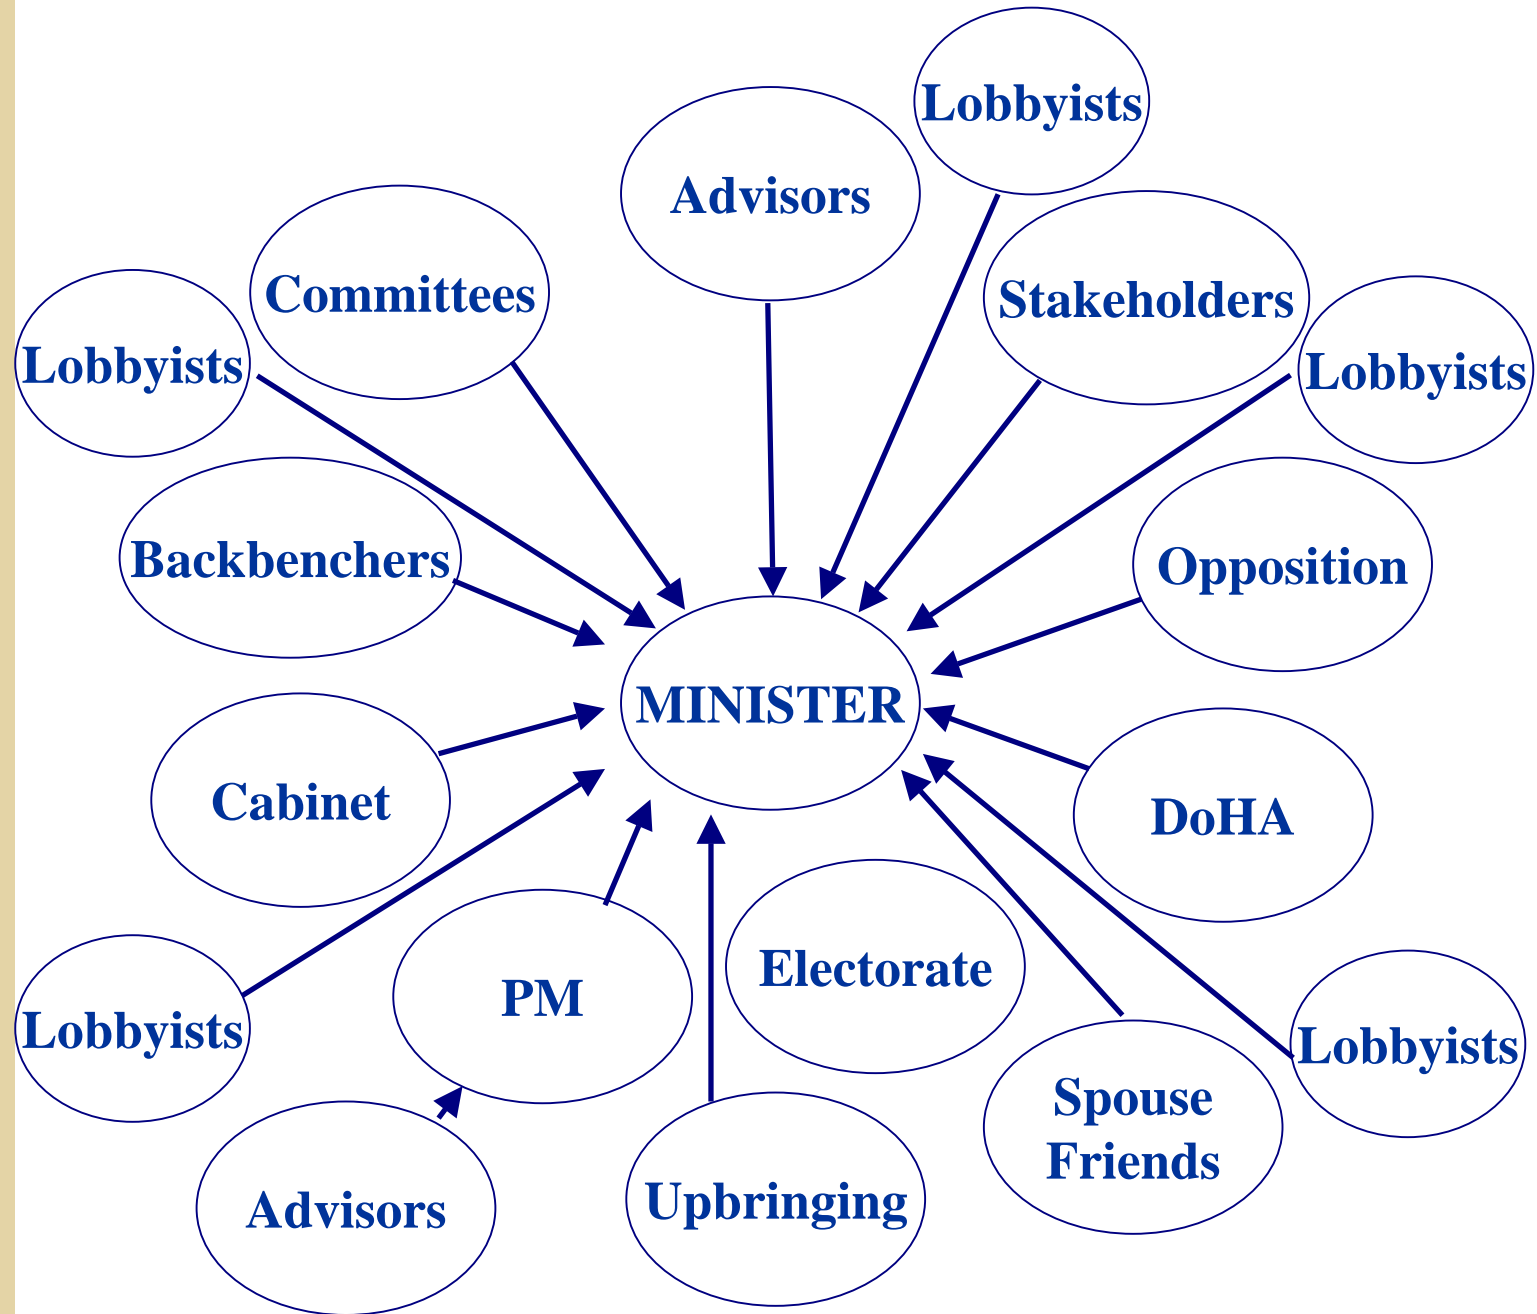 Lobbyists
Advisors
Committees
Stakeholders
Lobbyists
Lobbyists
Backbenchers
Opposition
MINISTER
Cabinet
DoHA
Electorate
PM
Lobbyists
Lobbyists
Spouse
Friends
Upbringing
Advisors